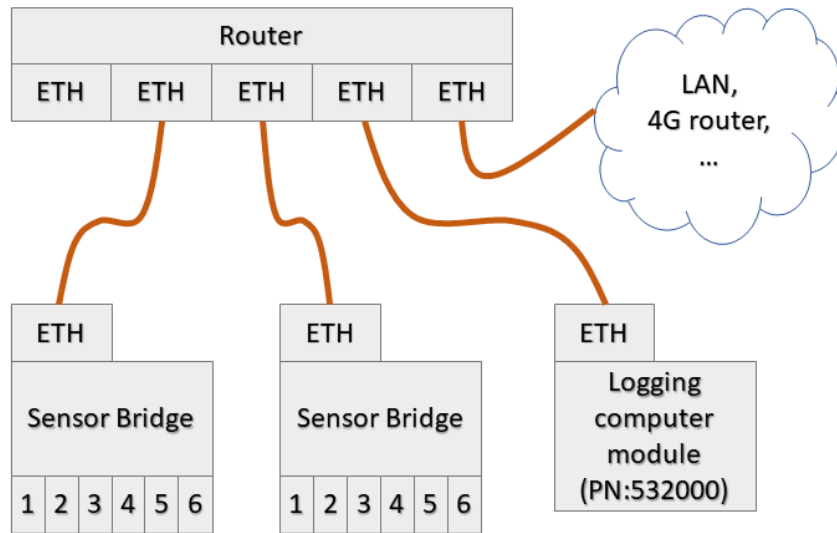 Router
ETH ETH ETH ETH ETH
LAN,
4G router,
...
ETH
ETH
ETH
Sensor Bridge
Sensor Bridge
Logging
computer
module
(PN:532000)
1 2 3 4 5 6
1 2 3 4 5 6